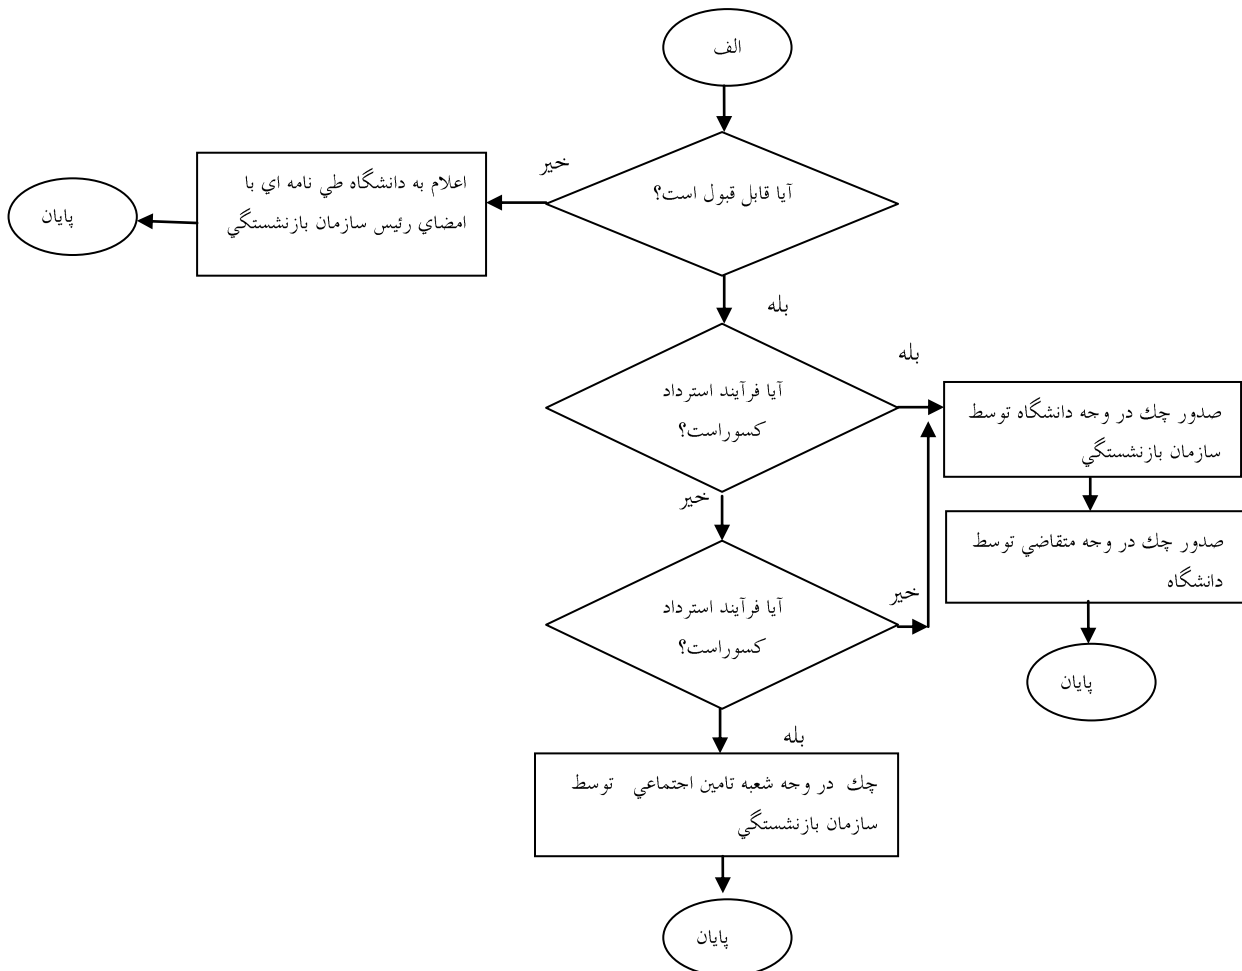 الف
آيا قابل قبول است؟
خير
اعلام به دانشگاه طي نامه اي با
امضاي رئيس سازمان بازنشستگي
پايان
بله
آيا فرآيند استرداد
كسوراست؟
بله
صدور چك در وجه دانشگاه توسط
سازمان بازنشستگي
صدور چك در وجه متقاضي توسط
دانشگاه
پايان
خير
آيا فرآيند استرداد
كسوراست؟
خير
بله
چك در وجه شعبه تامين اجتماعي توسط
سازمان بازنشستگي
پايان